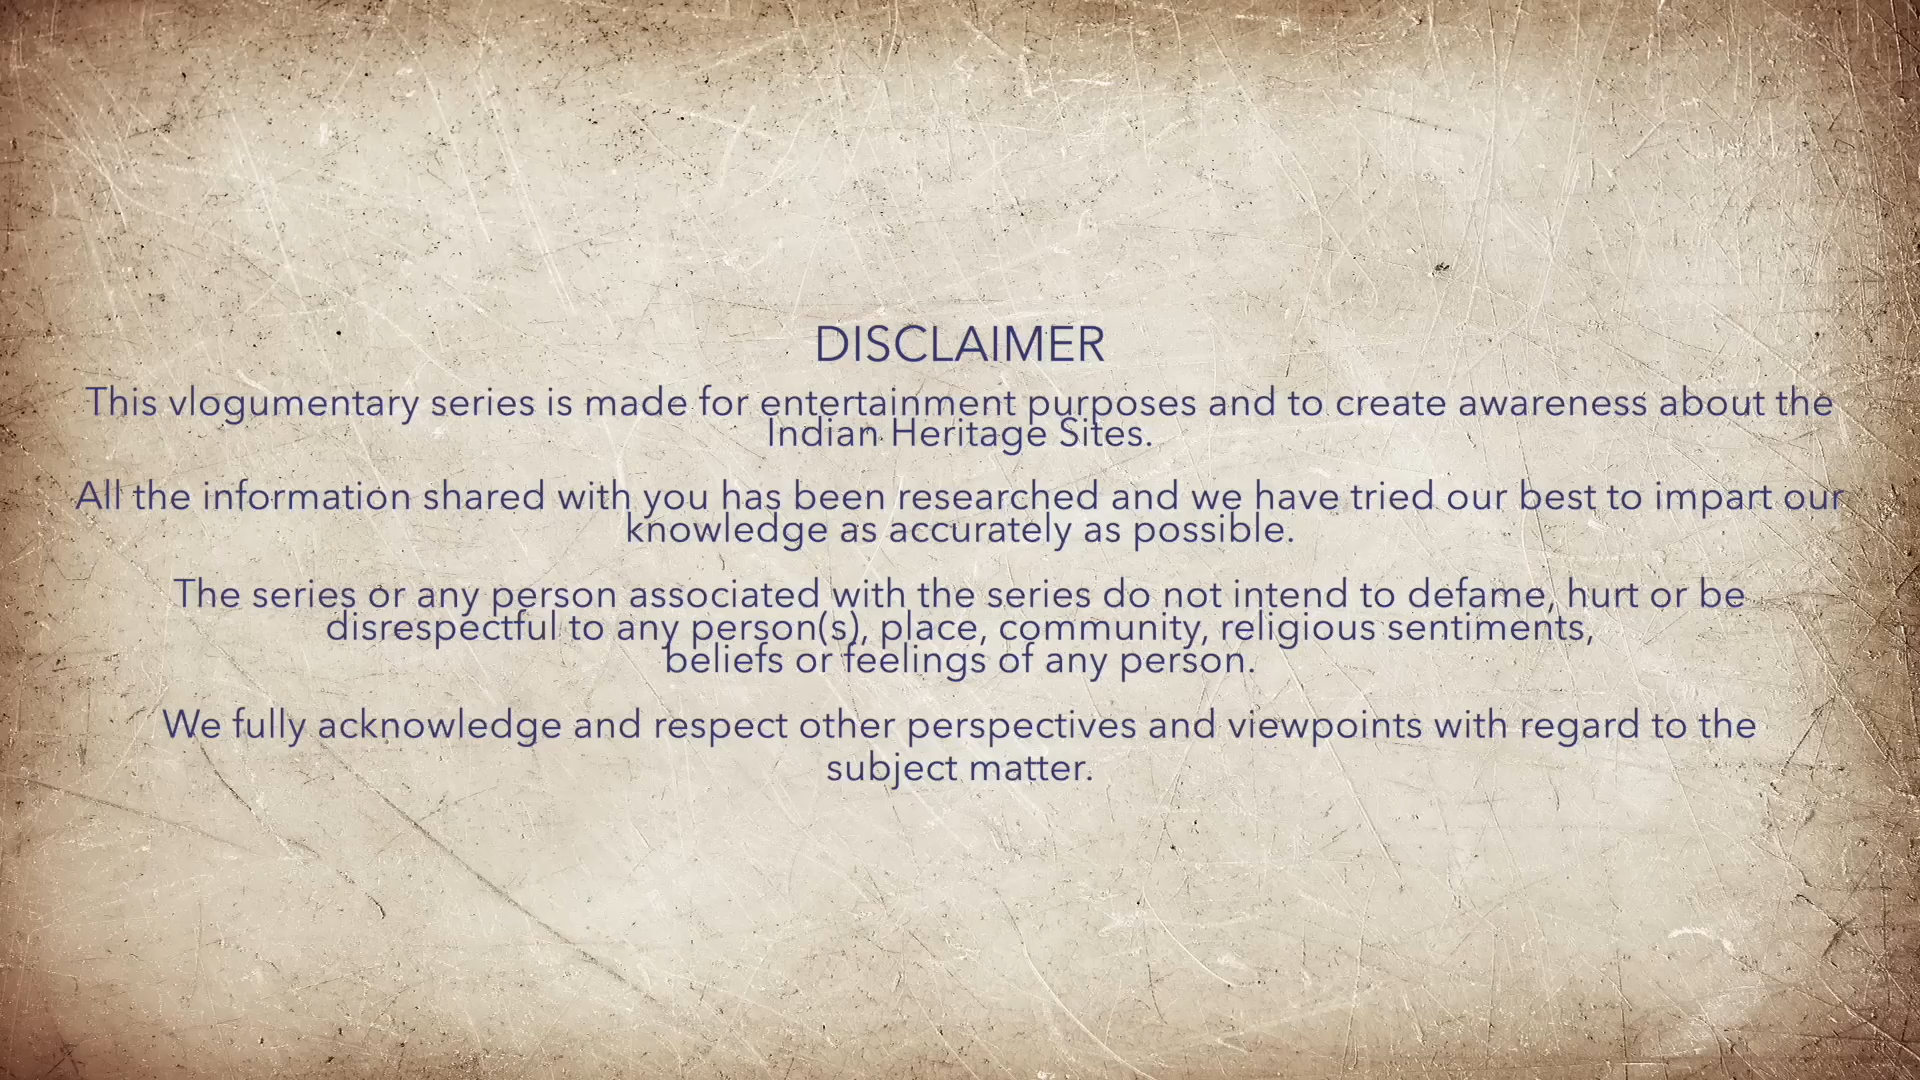 DISCLAIMER
This vlogumentary series is made for entertainment purposes and to create awareness about the
Indian Heritage Sites.
All the information shared with you has been researched and we have tried our best to impart our
knowledge as accurately as possible.
The series or any person associated with the series do not intend to defame, hurt or be
disrespectful to any person(s), place, community, religious sentiments,
beliefs or feelings of any person.
We fully acknowledge and respect other perspectives and viewpoints with regard to the
subject matter.